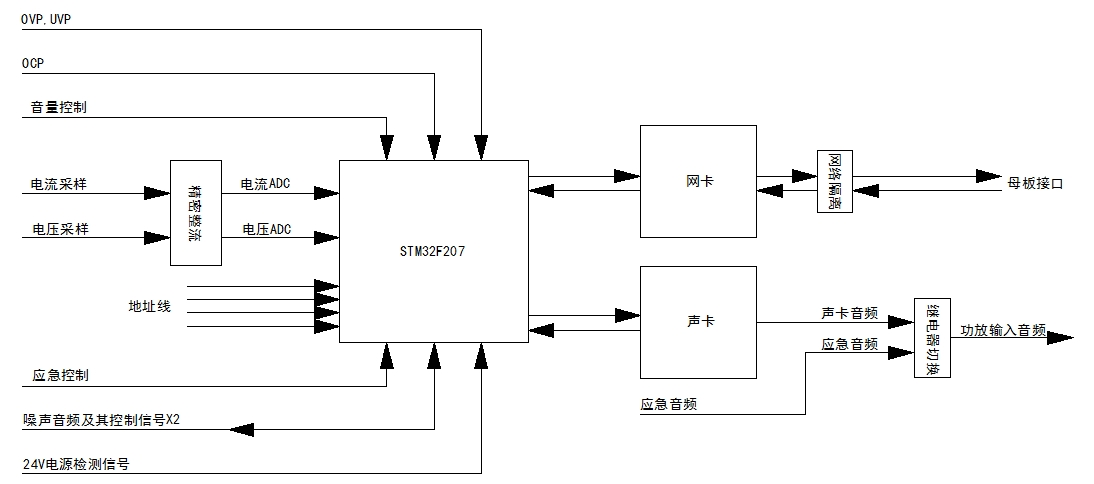 OVP,UVP
OCP
音量控制
电流采样
电压采样
精密整流
电流ADC
电压ADC
地址线
STM32F207
应急控制
噪声音频及其控制信号X2
24V电源检测信号
网卡
网络隔离
母板接口
声卡
声卡音频
应急音频
应急音频
继电器切换
功放输入音频